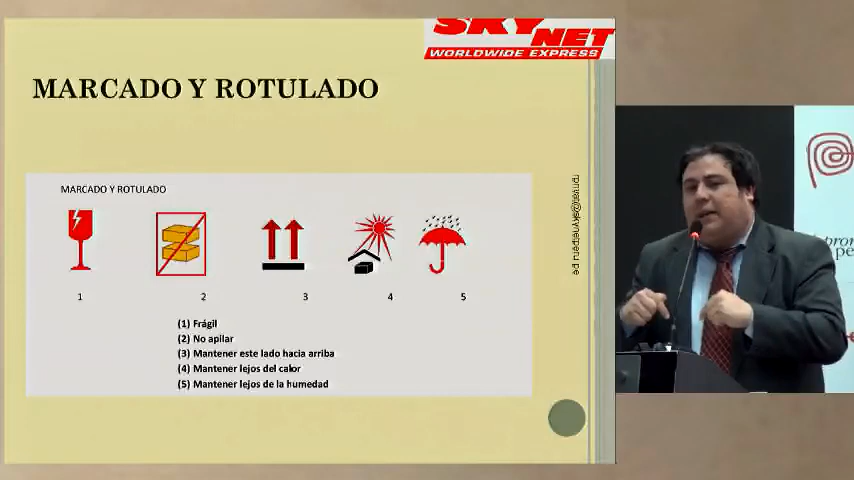 SKYNET
WORLDWIDE EXPRESS
MARCADO Y ROTULADO
MARCADO Y ROTULADO
1 2 3 4 5
(1) Frágil
(2) No apilar
(3) Mantener este lado hacia arriba
(4) Mantener lejos del calor
(5) Mantener lejos de la humedad